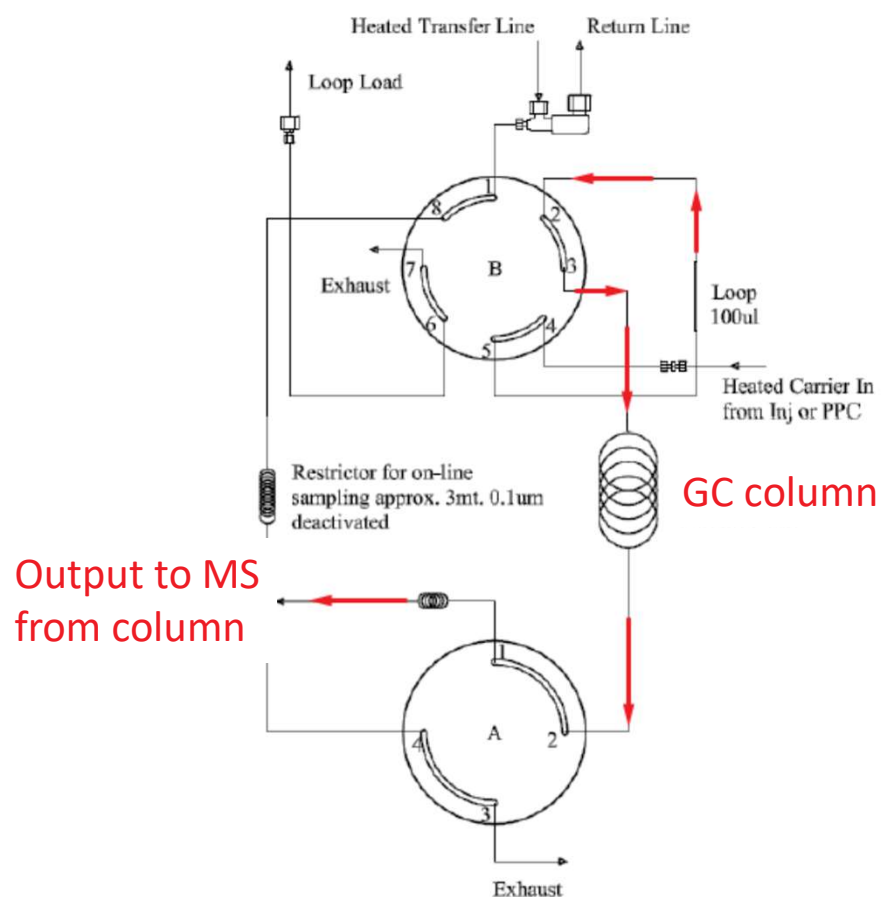 Heated Transfer Line
Return Line
Loop Load
1
8
2
B
7
3
Exhaust
6
4
5
Loop
100ul
Heated Carrier In
from Inj or PPC
Restrictor for on-line
sampling approx. 3mt. 0.1um
deactivated
GC column
Output to MS
from column
1
A
2
4
3
Exhaust